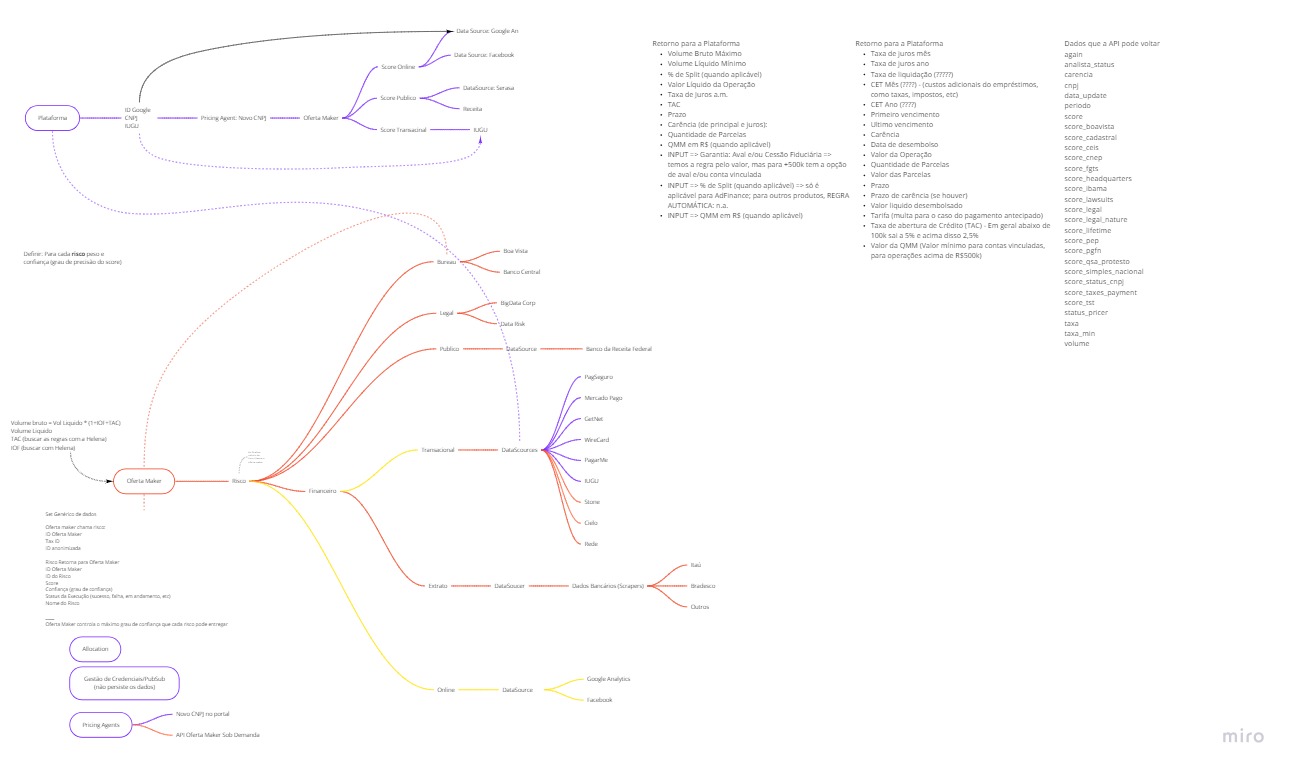 Data Source: Google An
Data Source: Facebook
Score Online
DataSource: Serasa
Score Publico
Receita
Score Transacional
IUGU
Plataforma
ID Google
CNPJ
IUGU
Pricing Agent: Novo CNPJ
Oferta Maker
Retorno para a Plataforma
• Volume Bruto Máximo
• Volume Líquido Mínimo
• % de Split (quando aplicável)
• Valor Líquido da Operação
• Taxa de Juros a.m.
• TAC
• Prazo
• Carência (de principal e juros):
• Quantidade de Parcelas
• QMM em R$ (quando aplicável)
• INPUT => Garantia: Aval e/ou Cessão Fiduciária =>
temos a regra pelo valor, mas para +500k tem a opção
de aval e/ou conta vinculada
• INPUT => % de Split (quando aplicável) => só é
aplicável para AdFinance; para outros produtos, REGRA
AUTOMÁTICA: n.a.
• INPUT => QMM em R$ (quando aplicável)
Retorno para a Plataforma
• Taxa de juros mês
• Taxa de juros ano
• Taxa de liquidação (?????)
• CET Mês (????) - (custos adicionais do empréstimos,
como taxas, impostos, etc)
• CET Ano (????)
• Primeiro vencimento
• Ultimo vencimento
• Carência
• Data de desembolso
• Valor da Operação
• Quantidade de Parcelas
• Valor das Parcelas
• Prazo
• Prazo de carência (se houver)
• Valor líquido desembolsado
• Tarifa (multa para o caso do pagamento antecipado)
• Taxa de abertura de Crédito (TAC) - Em geral abaixo de
100k sai a 5% e acima disso 2,5%
• Valor da QMM (Valor mínimo para contas vinculadas,
para operações acima de R$500k)
Dados que a API pode voltar
again
analista_status
carencia
cnpj
data_update
periodo
score
score_boavista
score_cadastral
score_ceis
score_cnep
score_fgts
score_headquarters
score_ibama
score_lawsuits
score_legal
score_legal_nature
score_lifetime
score_pep
score_pgfn
score_qsa_protesto
score_simples_nacional
score_status_cnpj
score_taxes_payment
score_tst
status_pricer
taxa
taxa_min
volume
Definir: Para cada risco peso e
confiança (grau de precisão do score)
Bureau
Boa Vista
Banco Central
Legal
BigData Corp
Data Risk
Publico
DataSource
Banco da Receita Federal
Volume bruto = Vol Liquido * (1+IOF+TAC)
Volume Liquido
TAC (buscar as regras com a Helena)
IOF (buscar com Helena)
Oferta Maker
Risco
Financeiro
Transacional
DataScources
PagSeguro
Mercado Pago
GetNet
WireCard
PagarMe
IUGU
Stone
Cielo
Rede
Extrato
DataSoucer
Dados Bancários (Scrapers)
Itaú
Bradesco
Outros
Online
DataSource
Google Analytics
Facebook
Set Genérico de dados
Oferta maker chama risco:
ID Oferta Maker
Tax ID
ID anonimizada
Risco Retorna para Oferta Maker
ID Oferta Maker
ID do Risco
Score
Confiança (grau de confiança)
Status da Execução (sucesso, falha, em andamento, etc)
Nome do Risco
Oferta Maker controla o máximo grau de confiança que cada risco pode entregar
Allocation
Gestão de Credenciais/PubSub
(não persiste os dados)
Pricing Agents
Novo CNPJ no portal
API Oferta Maker Sob Demanda
miro